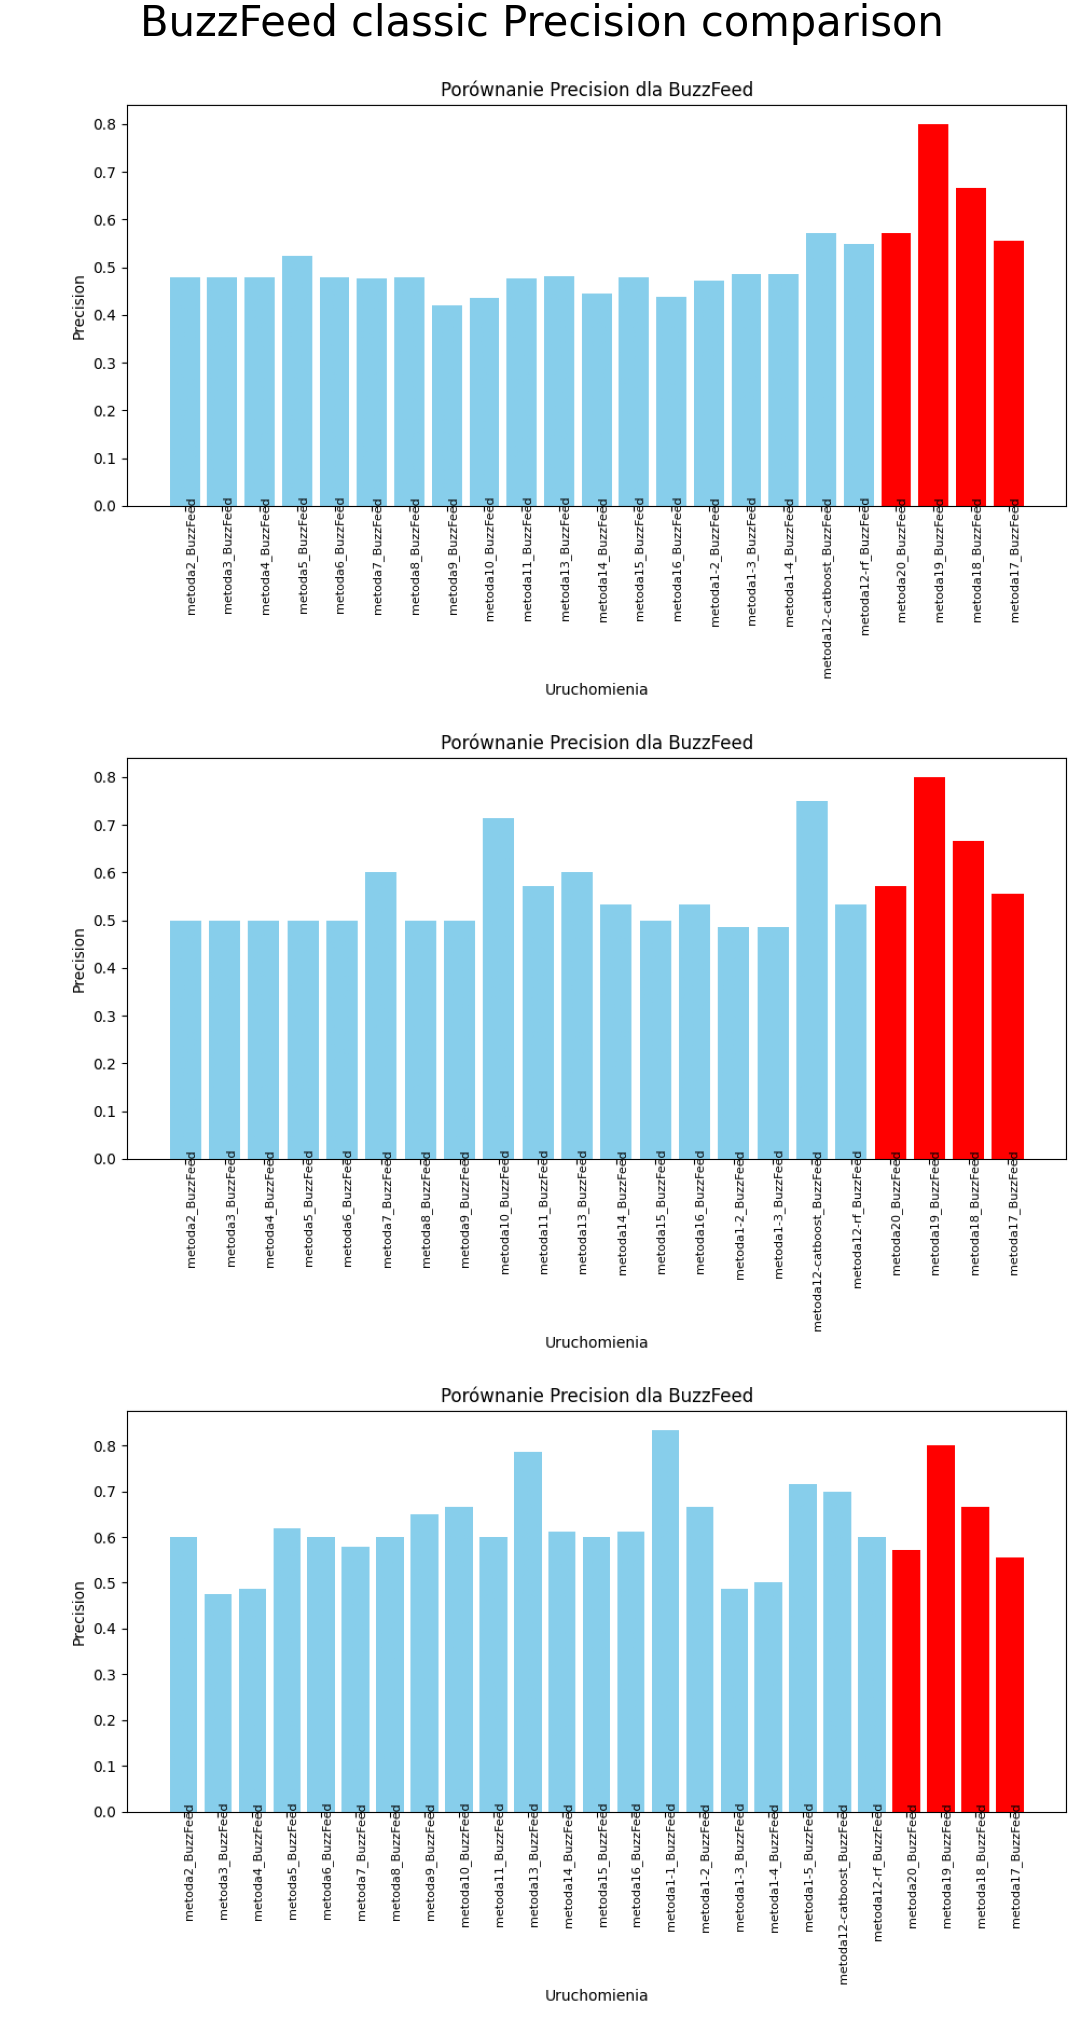 BuzzFeed classic Precision comparison
Porównanie Precision dla BuzzFeed
Precision
0.8
0.7
0.6
0.5
0.4
0.3
0.2
0.1
0.0
metoda2_BuzzFeed
metoda3_BuzzFeed
metoda4_BuzzFeed
metoda5_BuzzFeed
metoda6_BuzzFeed
metoda7_BuzzFeed
metoda8_BuzzFeed
metoda9_BuzzFeed
metoda10_BuzzFeed
metoda11_BuzzFeed
metoda13_BuzzFeed
metoda14_BuzzFeed
metoda15_BuzzFeed
metoda16_BuzzFeed
metoda1-2_BuzzFeed
metoda1-3_BuzzFeed
metoda1-4_BuzzFeed
metoda12-catboost_BuzzFeed
metoda12-rf_BuzzFeed
metoda20_BuzzFeed
metoda19_BuzzFeed
metoda18_BuzzFeed
metoda17_BuzzFeed
Uruchomienia
Porównanie Precision dla BuzzFeed
Precision
0.8
0.7
0.6
0.5
0.4
0.3
0.2
0.1
0.0
metoda2_BuzzFeed
metoda3_BuzzFeed
metoda4_BuzzFeed
metoda5_BuzzFeed
metoda6_BuzzFeed
metoda7_BuzzFeed
metoda8_BuzzFeed
metoda9_BuzzFeed
metoda10_BuzzFeed
metoda11_BuzzFeed
metoda13_BuzzFeed
metoda14_BuzzFeed
metoda15_BuzzFeed
metoda16_BuzzFeed
metoda1-2_BuzzFeed
metoda1-3_BuzzFeed
metoda12-catboost_BuzzFeed
metoda12-rf_BuzzFeed
metoda20_BuzzFeed
metoda19_BuzzFeed
metoda18_BuzzFeed
metoda17_BuzzFeed
Uruchomienia
Porównanie Precision dla BuzzFeed
Precision
0.8
0.7
0.6
0.5
0.4
0.3
0.2
0.1
0.0
metoda2_BuzzFeed
metoda3_BuzzFeed
metoda4_BuzzFeed
metoda5_BuzzFeed
metoda6_BuzzFeed
metoda7_BuzzFeed
metoda8_BuzzFeed
metoda9_BuzzFeed
metoda10_BuzzFeed
metoda11_BuzzFeed
metoda13_BuzzFeed
metoda14_BuzzFeed
metoda15_BuzzFeed
metoda16_BuzzFeed
metoda1-1_BuzzFeed
metoda1-2_BuzzFeed
metoda1-3_BuzzFeed
metoda1-4_BuzzFeed
metoda1-5_BuzzFeed
metoda12-catboost_BuzzFeed
metoda12-rf_BuzzFeed
metoda20_BuzzFeed
metoda19_BuzzFeed
metoda18_BuzzFeed
metoda17_BuzzFeed
Uruchomienia